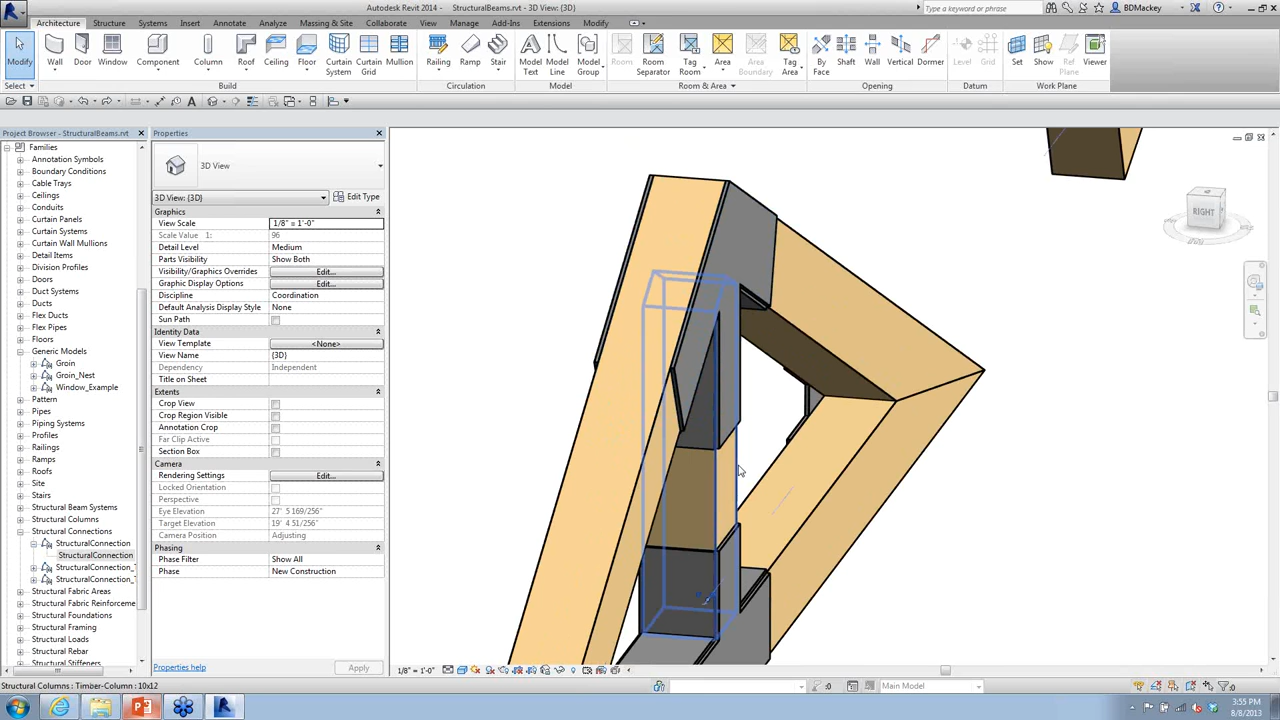 Autodesk Revit 2014 - StructuralBeams.rvt - 3D View: {3D}
Type a keyword or phrase
BDMackey
Architecture Structure Systems Insert Annotate Analyze Massing & Site Collaborate View Manage Add-Ins Extensions Modify
Modify Wall Door Window Component Column Roof Ceiling Floor Curtain System Curtain Grid Mullion Railing Ramp Stair Model Text Model Line Model Group Room Room Separator Tag Room Area Area Boundary Tag Area By Face Shaft Wall Vertical Dormer Level Grid Set Show Ref Plane Viewer
Select Build Circulation Model Room & Area Opening Datum Work Plane
Project Browser - StructuralBeams.rvt
Families
Annotation Symbols
Boundary Conditions
Cable Trays
Ceilings
Conduits
Curtain Panels
Curtain Systems
Curtain Wall Mullions
Detail Items
Division Profiles
Doors
Duct Systems
Ducts
Flex Ducts
Flex Pipes
Floors
Generic Models
Groin
Groin_Nest
Window_Example
Pattern
Pipes
Piping Systems
Profiles
Railings
Ramps
Roofs
Site
Stairs
Structural Beam Systems
Structural Columns
Structural Connections
StructuralConnection
StructuralConnection
StructuralConnection_
StructuralConnection_
Structural Fabric Areas
Structural Fabric Reinforceme
Structural Foundations
Structural Framing
Structural Loads
Structural Rebar
Structural Stiffeners
Properties
3D View
3D View: {3D} Edit Type
Graphics
View Scale 1/8" = 1'-0"
Scale Value 1: 96
Detail Level Medium
Parts Visibility Show Both
Visibility/Graphics Overrides Edit...
Graphic Display Options Edit...
Discipline Coordination
Default Analysis Display Style None
Sun Path
Identity Data
View Template <None>
View Name {3D}
Dependency Independent
Title on Sheet
Extents
Crop View
Crop Region Visible
Annotation Crop
Far Clip Active
Section Box
Camera
Rendering Settings Edit...
Locked Orientation
Perspective
Eye Elevation 27' 5 169/256"
Target Elevation 19' 4 51/256"
Camera Position Adjusting
Phasing
Phase Filter Show All
Phase New Construction
Properties help Apply
RIGHT
1/8" = 1'-0"
Structural Columns : Timber-Column : 10x12
:0
Main Model
:0
3:55 PM
8/8/2013